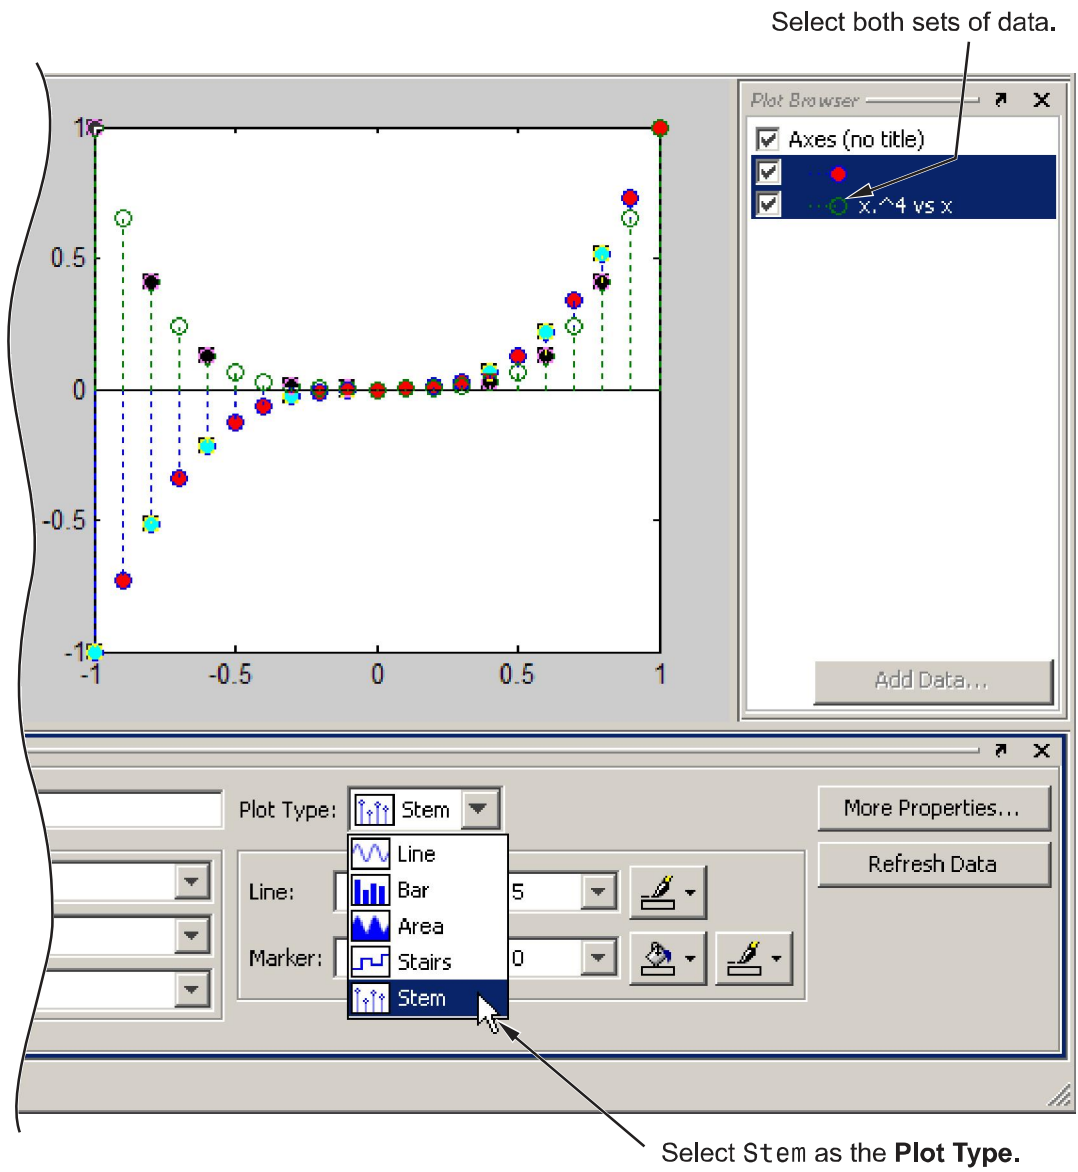 Select both sets of data.
Plot Browser
Axes (no title)
x.^4 vs x
1
0.5
0
-0.5
-1
-1
-0.5
0
0.5
1
Add Data...
Plot Type:
Stem
More Properties...
Refresh Data
Line
Bar
Area
Stairs
Stem
Line:
5
Marker:
0
Select Stem as the Plot Type.